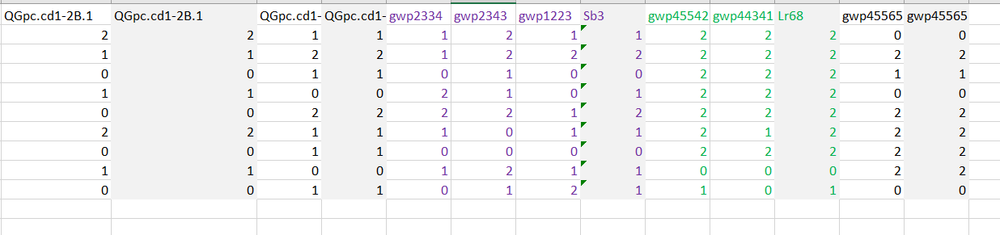 QGpc.cd1-2B.1 QGpc.cd1-2B.1 QGpc.cd1- QGpc.cd1- gwp2334 gwp2343 gwp1223 Sb3 gwp45542 gwp44341 Lr68 gwp45565 gwp45565
2 2 1 1 1 2 1 1 2 2 2 0 0
1 1 2 2 1 2 2 2 2 2 2 2 2
0 0 1 1 0 1 0 0 2 2 2 1 1
1 1 0 0 2 1 0 1 2 2 2 0 0
0 0 2 2 2 2 1 2 2 2 2 2 2
2 2 1 1 1 0 1 1 2 1 2 2 2
0 0 1 1 0 0 0 0 2 2 2 2 2
1 1 0 0 1 2 1 1 0 0 0 2 2
0 0 1 1 0 1 2 1 1 0 1 0 0